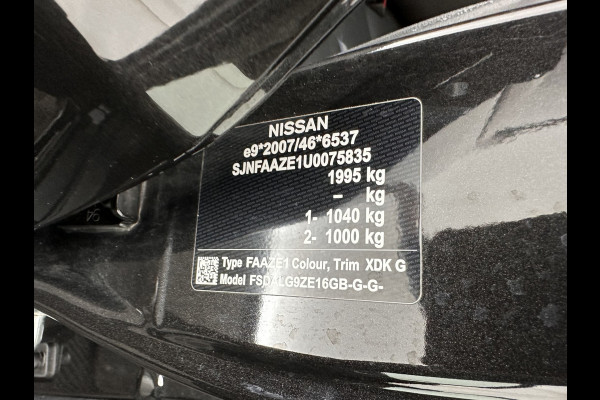 NISSAN
e9*2007/46*6537
SJNFAAZE1U0075835
1995 kg
– kg
1- 1040 kg
2- 1000 kg
Type FAAZE1 Colour, Trim XDK G
Model FSDALG9ZE16GB-G-G-